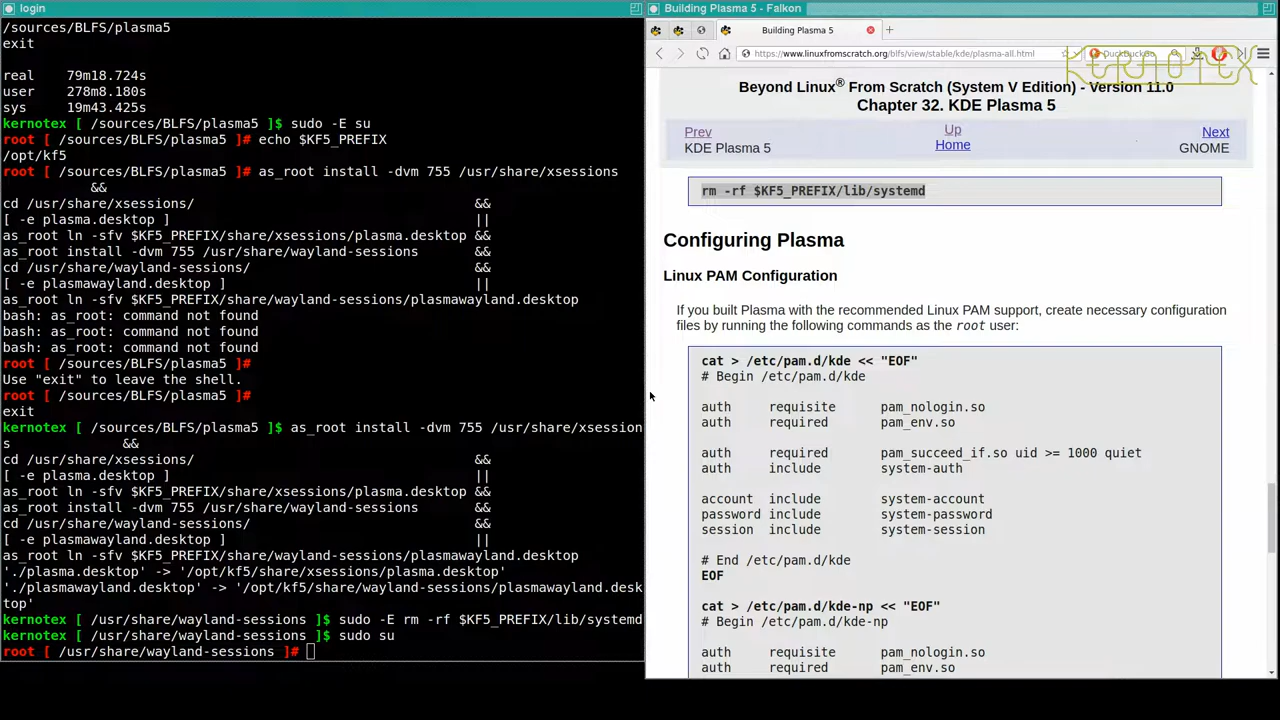 login
/sources/BLFS/plasma5
exit
real    79m18.724s
user    278m8.180s
sys     19m43.425s
kernotex [ /sources/BLFS/plasma5 ]$ sudo -E su
root [ /sources/BLFS/plasma5 ]# echo $KF5_PREFIX
/opt/kf5
root [ /sources/BLFS/plasma5 ]# as_root install -dvm 755 /usr/share/xsessions
&&
cd /usr/share/xsessions/ &&
[ -e plasma.desktop ] ||
as_root ln -sfv $KF5_PREFIX/share/xsessions/plasma.desktop &&
as_root install -dvm 755 /usr/share/wayland-sessions &&
cd /usr/share/wayland-sessions/ &&
[ -e plasmawayland.desktop ] ||
as_root ln -sfv $KF5_PREFIX/share/wayland-sessions/plasmawayland.desktop
bash: as_root: command not found
bash: as_root: command not found
bash: as_root: command not found
root [ /sources/BLFS/plasma5 ]#
Use "exit" to leave the shell.
root [ /sources/BLFS/plasma5 ]#
exit
kernotex [ /sources/BLFS/plasma5 ]$ as_root install -dvm 755 /usr/share/xsession
s &&
cd /usr/share/xsessions/ &&
[ -e plasma.desktop ] ||
as_root ln -sfv $KF5_PREFIX/share/xsessions/plasma.desktop &&
as_root install -dvm 755 /usr/share/wayland-sessions &&
cd /usr/share/wayland-sessions/ &&
[ -e plasmawayland.desktop ] ||
as_root ln -sfv $KF5_PREFIX/share/wayland-sessions/plasmawayland.desktop
'./plasma.desktop' -> '/opt/kf5/share/xsessions/plasma.desktop'
'./plasmawayland.desktop' -> '/opt/kf5/share/wayland-sessions/plasmawayland.desk
top'
kernotex [ /usr/share/wayland-sessions ]$ sudo -E rm -rf $KF5_PREFIX/lib/systemd
kernotex [ /usr/share/wayland-sessions ]$ sudo su
root [ /usr/share/wayland-sessions ]#
Building Plasma 5 - Falkon
Building Plasma 5
https://www.linuxfromscratch.org/blfs/view/stable/kde/plasma-all.html
DuckDuckGo
KERNOTEX
Beyond Linux® From Scratch (System V Edition) - Version 11.0
Chapter 32. KDE Plasma 5
Prev Up Next
KDE Plasma 5 Home GNOME
rm -rf $KF5_PREFIX/lib/systemd
Configuring Plasma
Linux PAM Configuration
If you built Plasma with the recommended Linux PAM support, create necessary configuration
files by running the following commands as the root user:
cat > /etc/pam.d/kde << "EOF"
# Begin /etc/pam.d/kde
auth requisite pam_nologin.so
auth required pam_env.so
auth required pam_succeed_if.so uid >= 1000 quiet
auth include system-auth
account include system-account
password include system-password
session include system-session
# End /etc/pam.d/kde
EOF
cat > /etc/pam.d/kde-np << "EOF"
# Begin /etc/pam.d/kde-np
auth requisite pam_nologin.so
auth required pam_env.so